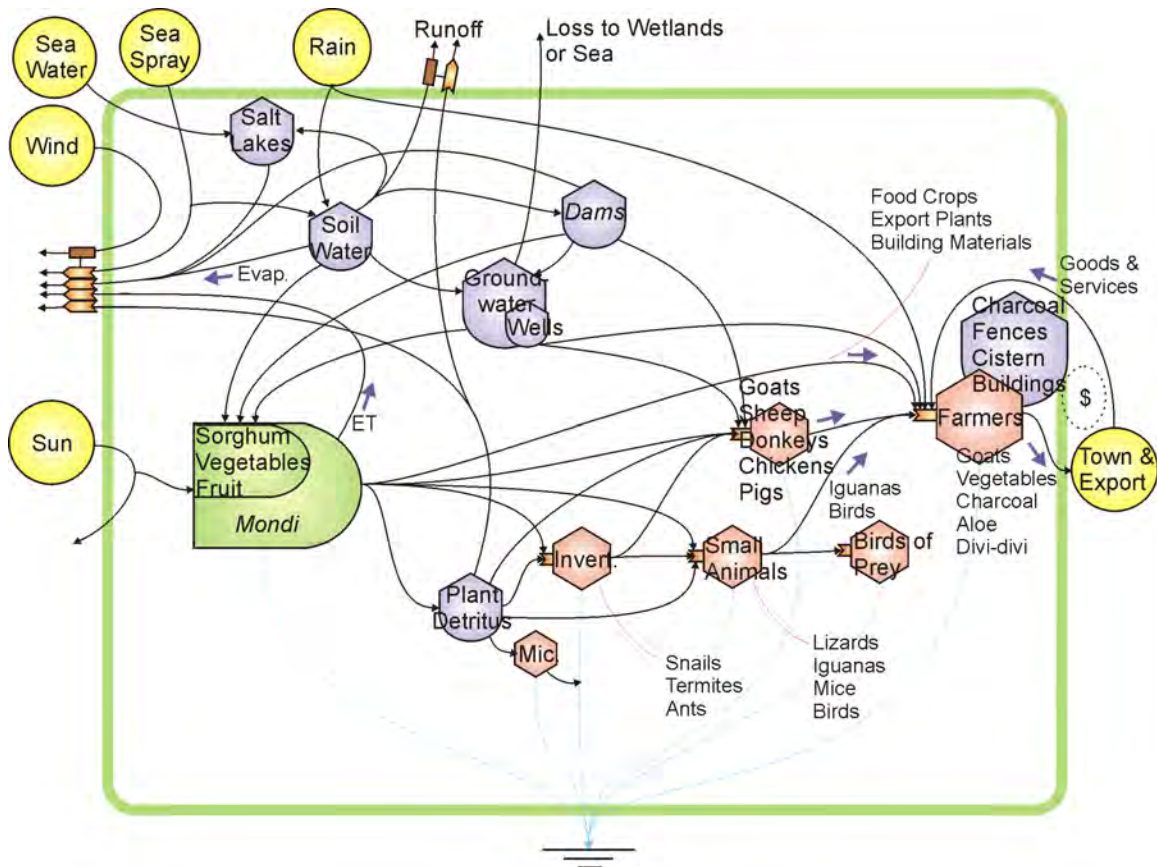 Sea
Water
Sea
Spray
Rain
Runoff
Loss to Wetlands
or Sea
Wind
Salt
Lakes
Soil
Water
Dams
Food Crops
Export Plants
Building Materials
Evap.
Ground-
water
Wells
Goods &
Services
Charcoal
Fences
Cistern
Buildings
$
Sun
Sorghum
Vegetables
Fruit
Mondi
ET
Goats
Sheep
Donkeys
Chickens
Pigs
Farmers
Town &
Export
Goats
Vegetables
Charcoal
Aloe
Divi-divi
Iguanas
Birds
Invert.
Small
Animals
Birds of
Prey
Plant
Detritus
Mic.
Snails
Termites
Ants
Lizards
Iguanas
Mice
Birds